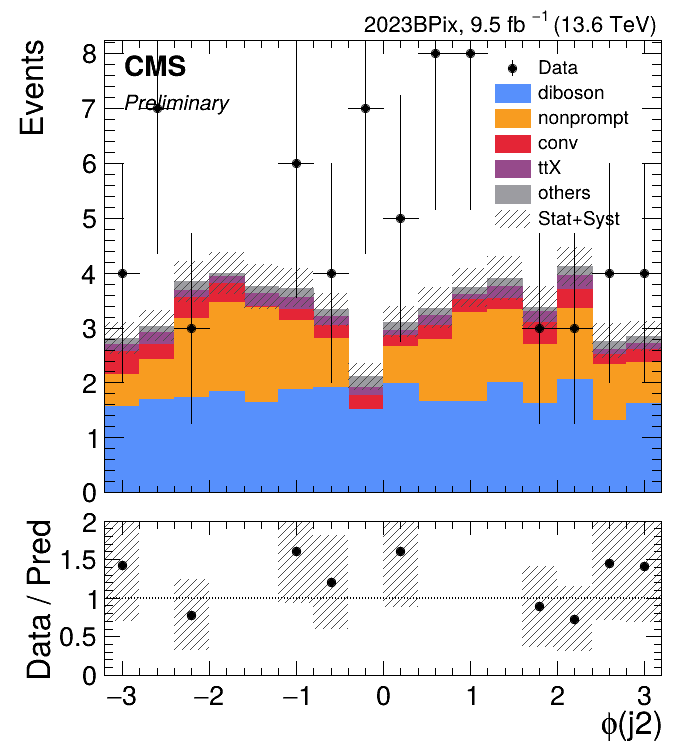 2023BPix, 9.5 fb⁻¹ (13.6 TeV)
CMS
Preliminary
Events
8
7
6
5
4
3
2
1
0
Data
diboson
nonprompt
conv
ttX
others
Stat+Syst
Data / Pred
2
1.5
1
0.5
0
−3 −2 −1 0 1 2 3
ϕ(j2)